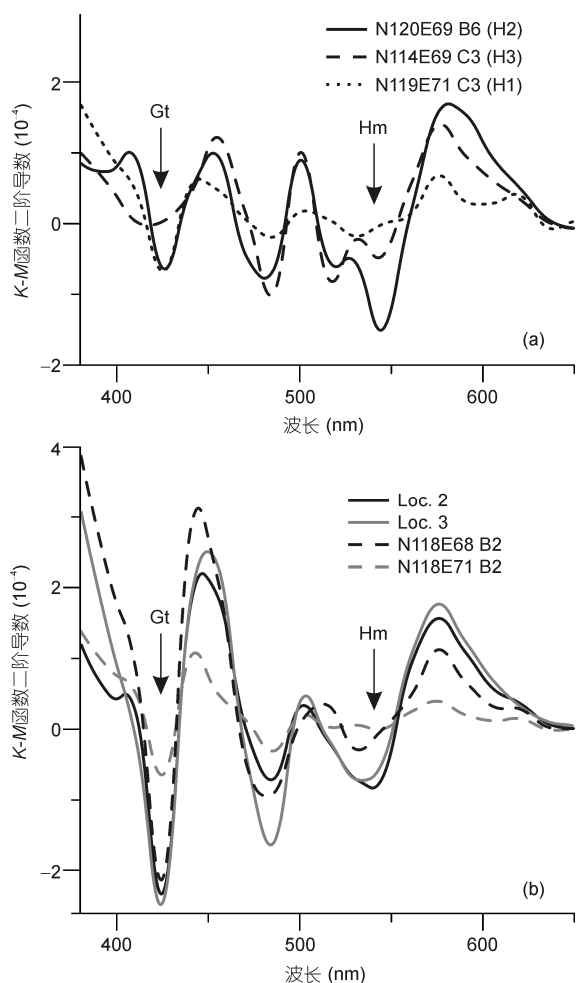 N120E69 B6 (H2)
N114E69 C3 (H3)
N119E71 C3 (H1)
2
Gt
Hm
K-M函数二阶导数 (10⁻⁴)
0
(a)
−2
400
500
600
波长 (nm)
4
Loc. 2
Loc. 3
N118E68 B2
N118E71 B2
2
Gt
Hm
K-M函数二阶导数 (10⁻⁴)
0
−2
(b)
400
500
600
波长 (nm)